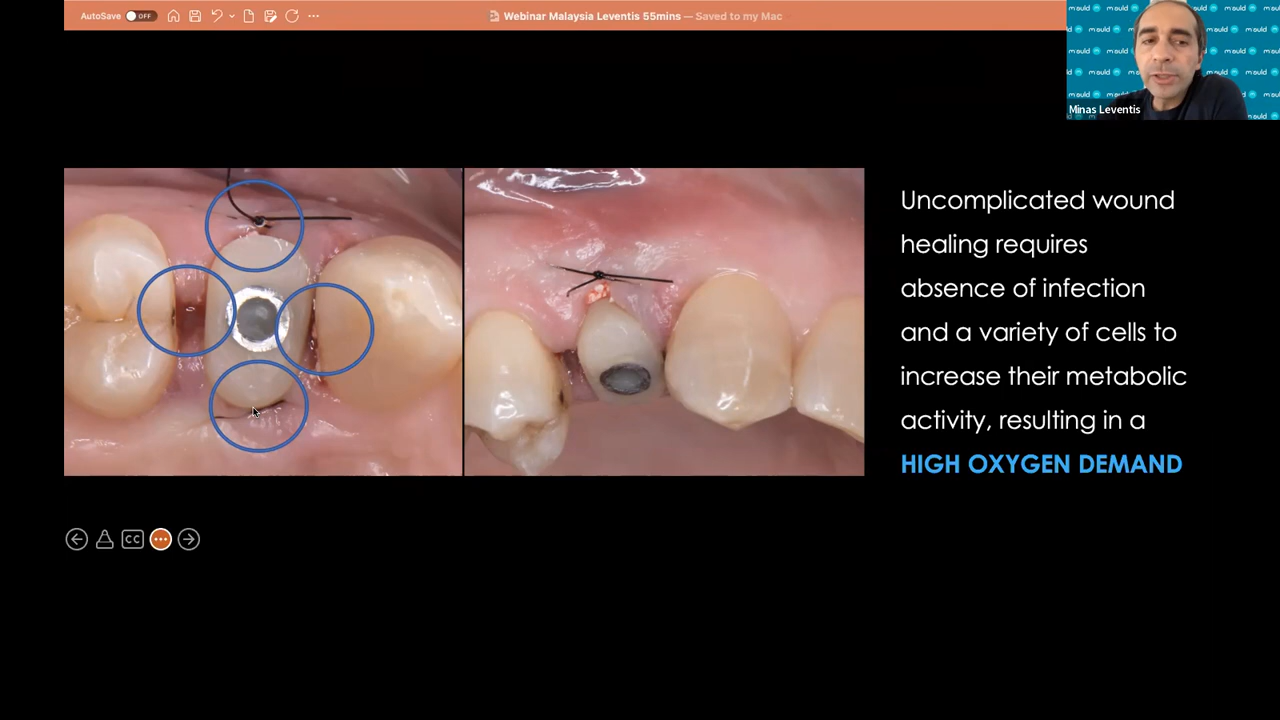 AutoSave OFF
Webinar Malaysia Leventis 55mins — Saved to my Mac
mould
Minas Leventis
Uncomplicated wound
healing requires
absence of infection
and a variety of cells to
increase their metabolic
activity, resulting in a
HIGH OXYGEN DEMAND
CC